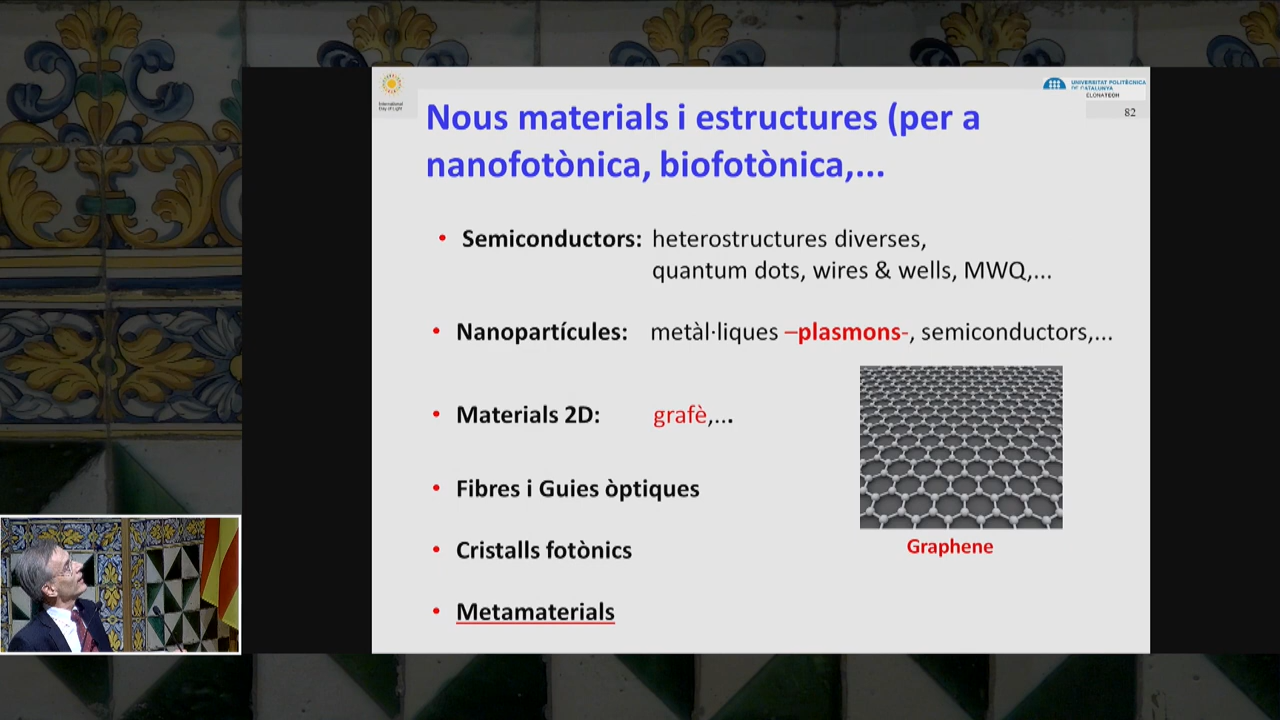 International
Day of Light
UNIVERSITAT POLITÈCNICA
DE CATALUNYA
82
Nous materials i estructures (per a
nanofotònica, biofotònica,...
• Semiconductors: heterostructures diverses,
quantum dots, wires & wells, MWQ,...
• Nanopartícules: metàl·liques –plasmons-, semiconductors,...
• Materials 2D: grafè,...
• Fibres i Guies òptiques
• Cristalls fotònics
• Metamaterials
Graphene